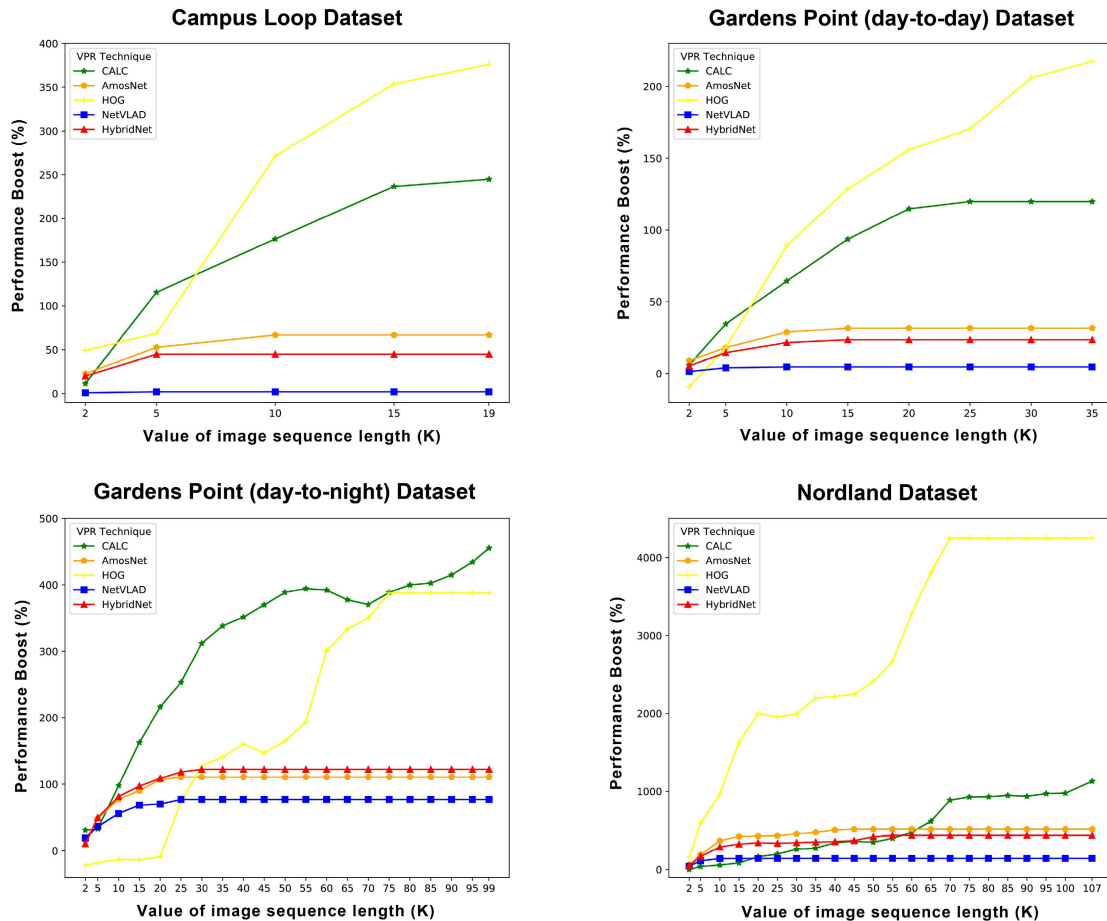 Campus Loop Dataset
400
350
300
250
200
150
100
50
0
Performance Boost (%)
VPR Technique
CALC
AmosNet
HOG
NetVLAD
HybridNet
2 5 10 15 19
Value of image sequence length (K)
Gardens Point (day-to-day) Dataset
200
150
100
50
0
Performance Boost (%)
VPR Technique
CALC
AmosNet
HOG
NetVLAD
HybridNet
2 5 10 15 20 25 30 35
Value of image sequence length (K)
Gardens Point (day-to-night) Dataset
500
400
300
200
100
0
Performance Boost (%)
VPR Technique
CALC
AmosNet
HOG
NetVLAD
HybridNet
2 5 10 15 20 25 30 35 40 45 50 55 60 65 70 75 80 85 90 95 99
Value of image sequence length (K)
Nordland Dataset
4000
3000
2000
1000
0
Performance Boost (%)
VPR Technique
CALC
AmosNet
HOG
NetVLAD
HybridNet
2 5 10 15 20 25 30 35 40 45 50 55 60 65 70 75 80 85 90 95 100 107
Value of image sequence length (K)